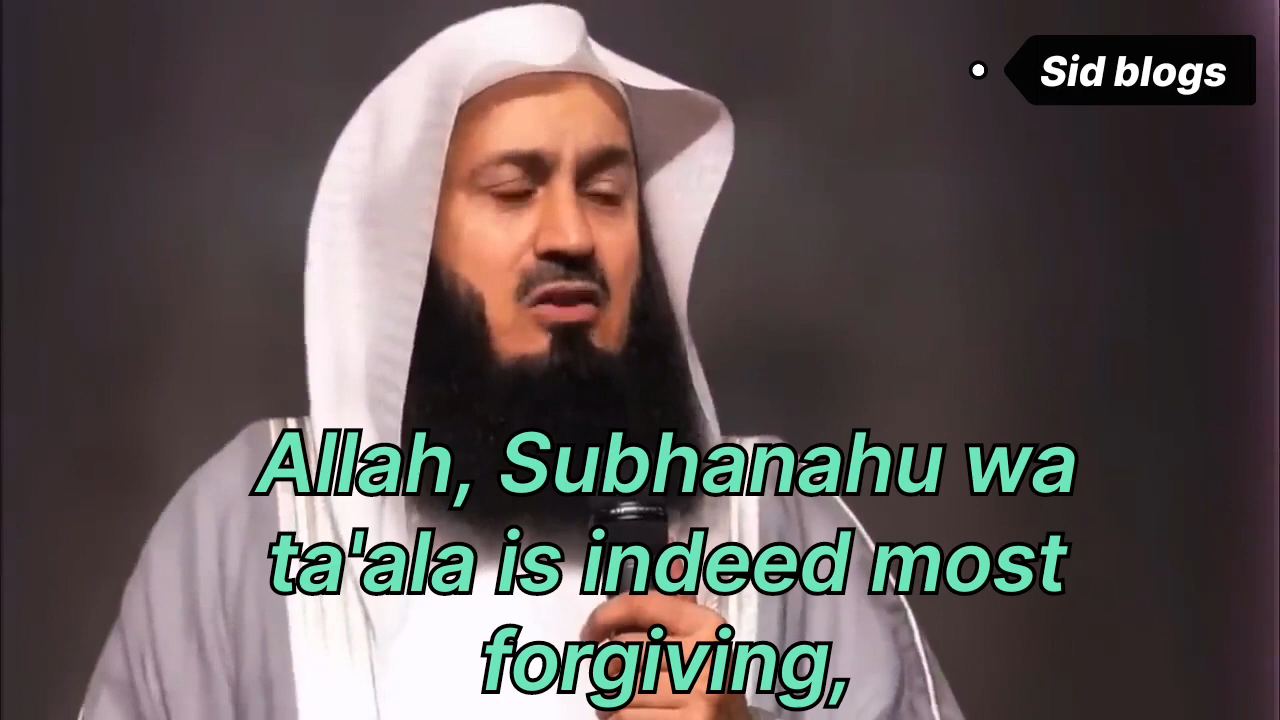 Sid blogs
Allah, Subhanahu wa
ta'ala is indeed most
forgiving,